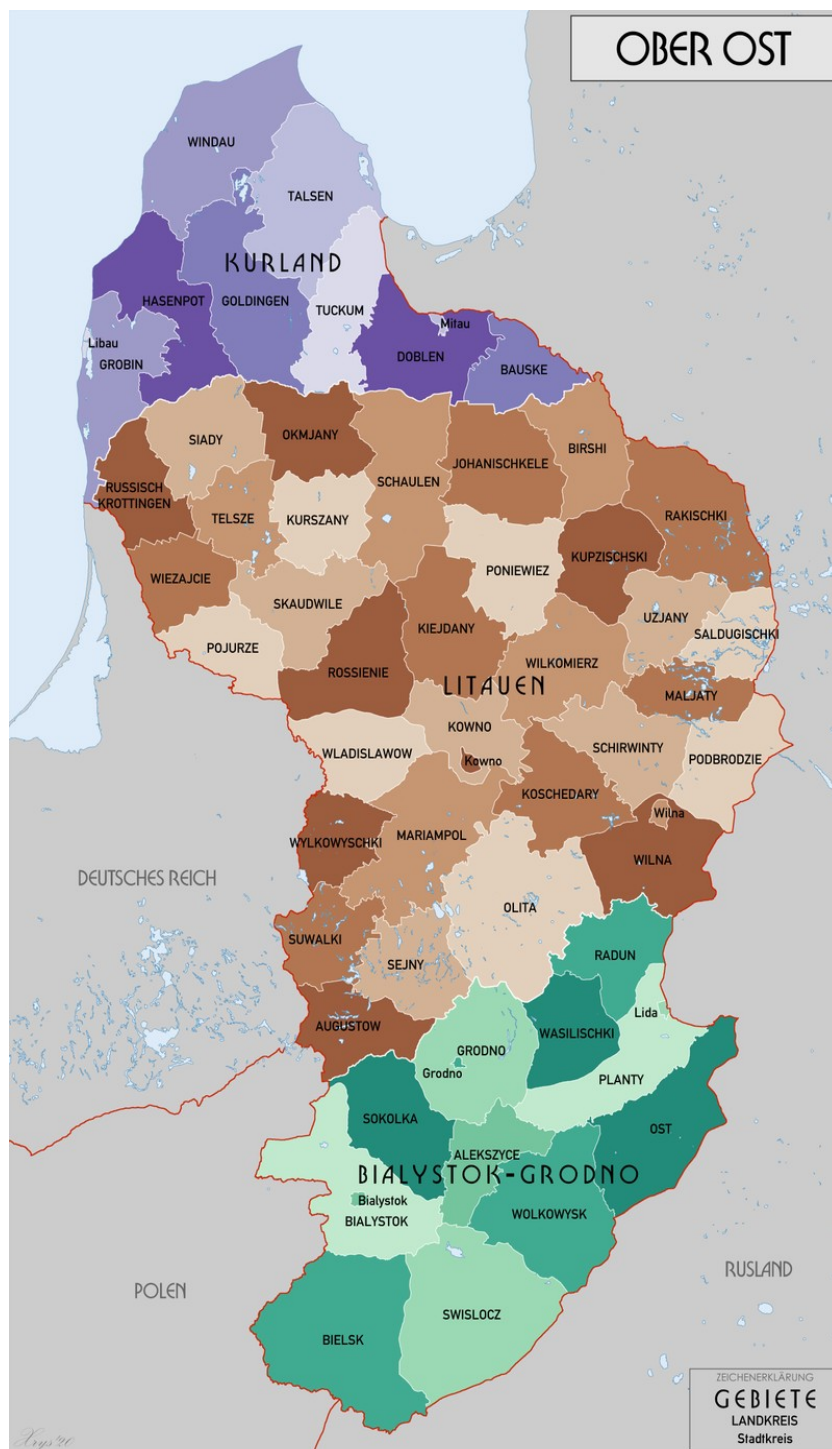 OBER OST
WINDAU
TALSEN
KURLAND
HASENPOT
GOLDINGEN
TUCKUM
Mitau
Libau
GROBIN
DOBLEN
BAUSKE
SIADY
OKMJANY
JOHANISCHKELE
BIRSHI
RUSSISCH
KROTTINGEN
TELSZE
KURSZANY
SCHAULEN
RAKISCHKI
WIEZAJCIE
PONIEWIEZ
KUPZISCHSKI
SKAUDWILE
UZJANY
POJURZE
KIEJDANY
SALDUGISCHKI
ROSSIENIE
WILKOMIERZ
LITAUEN
MALJATY
WLADISLAWOW
KOWNO
Kowno
SCHIRWINTY
PODBRODZIE
KOSCHEDARY
Wilna
WYLKOWYSCHKI
MARIAMPOL
WILNA
DEUTSCHES REICH
OLITA
SUWALKI
SEJNY
RADUN
AUGUSTOW
Lida
WASILISCHKI
GRODNO
Grodno
PLANTY
SOKOLKA
OST
ALEKSZYCE
BIALYSTOK-GRODNO
Bialystok
BIALYSTOK
WOLKOWYSK
POLEN
RUSLAND
SWISLOCZ
BIELSK
ZEICHENERKLÄRUNG
GEBIETE
LANDKREIS
Stadtkreis
Xrys'20